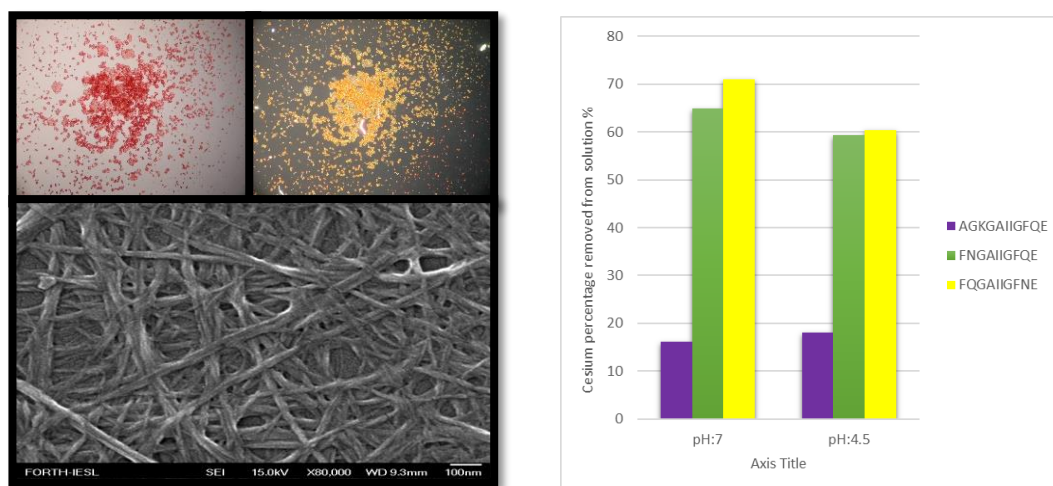 FORTH-IESL SEI 15.0kV X80,000 WD 9.3mm 100nm
Cesium percentage removed from solution %
80
70
60
50
40
30
20
10
0
pH:7 pH:4.5
Axis Title
AGKGAIIGFQE
FNGAIIGFQE
FQGAIIGFNE